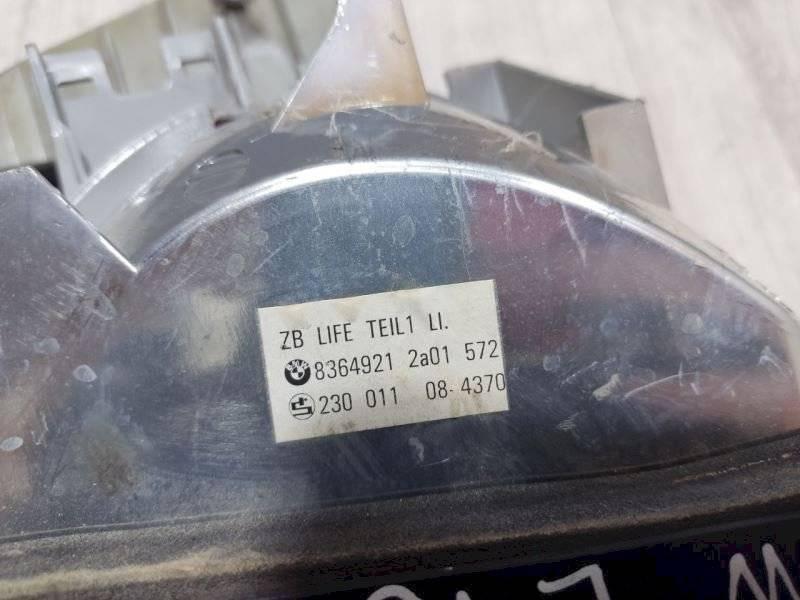 ZB LIFE TEIL1 LI.
8364921 2a01 572
230 011 08-4370